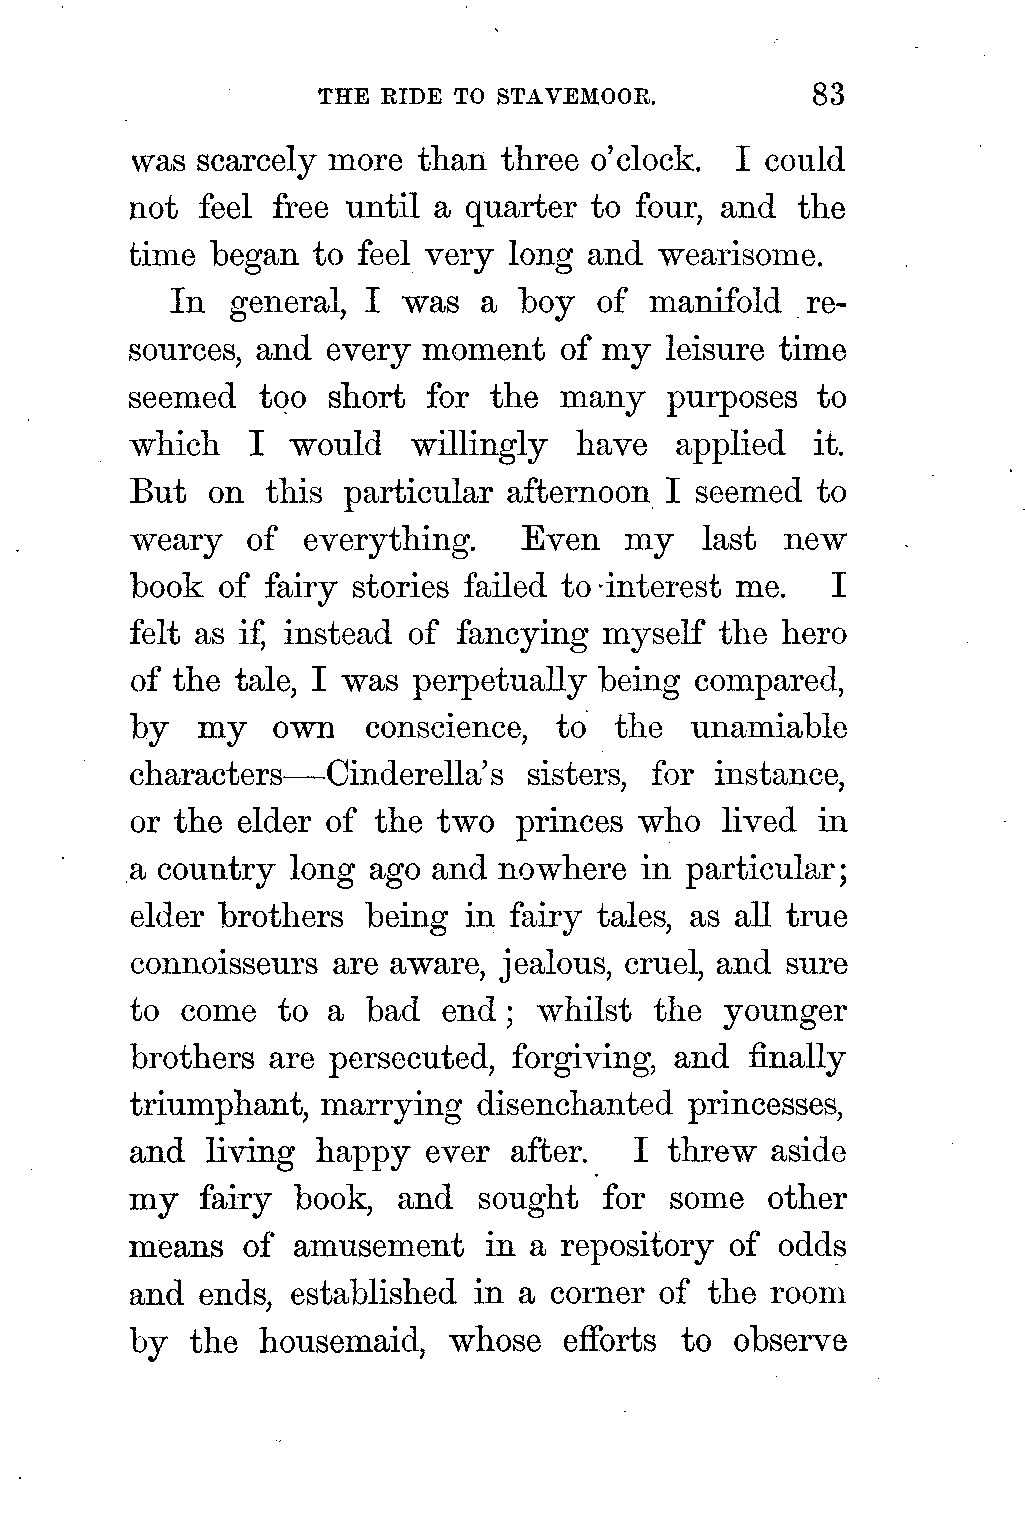 THE RIDE TO STAVEMOOR. 83
was scarcely more than three o'clock. I could
not feel free until a quarter to four, and the
time began to feel very long and wearisome.
In general, I was a boy of manifold re-
sources, and every moment of my leisure time
seemed too short for the many purposes to
which I would willingly have applied it.
But on this particular afternoon I seemed to
weary of everything. Even my last new
book of fairy stories failed to interest me. I
felt as if, instead of fancying myself the hero
of the tale, I was perpetually being compared,
by my own conscience, to the unamiable
characters—Cinderella's sisters, for instance,
or the elder of the two princes who lived in
a country long ago and nowhere in particular;
elder brothers being in fairy tales, as all true
connoisseurs are aware, jealous, cruel, and sure
to come to a bad end; whilst the younger
brothers are persecuted, forgiving, and finally
triumphant, marrying disenchanted princesses,
and living happy ever after. I threw aside
my fairy book, and sought for some other
means of amusement in a repository of odds
and ends, established in a corner of the room
by the housemaid, whose efforts to observe